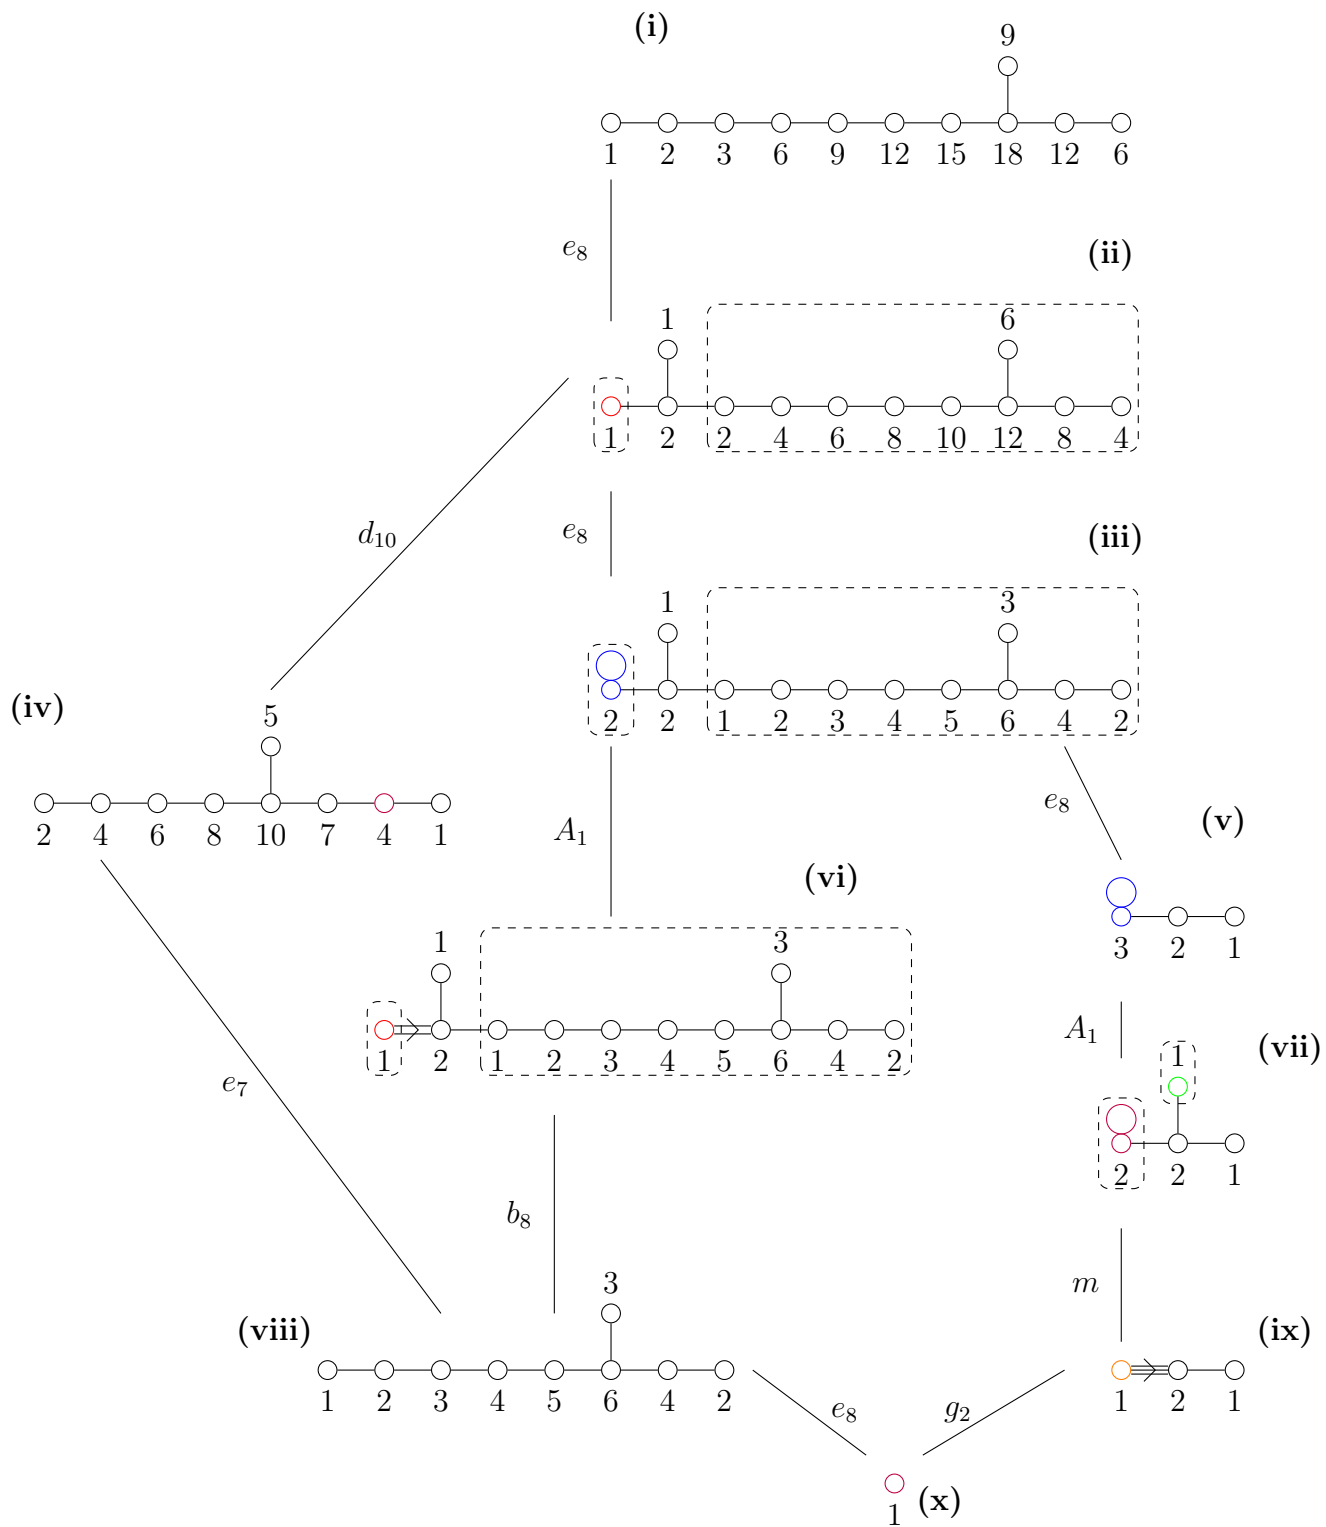 (i)
9
1 2 3 6 9 12 15 18 12 6
e8
(ii)
1 6
1 2 2 4 6 8 10 12 8 4
d10
e8
(iii)
1 3
2 2 1 2 3 4 5 6 4 2
(iv)
5
2 4 6 8 10 7 4 1
A1
e8
(v)
3 2 1
(vi)
1 3
1 2 1 2 3 4 5 6 4 2
e7
A1
(vii)
1
2 2 1
b8
m
(viii)
3
1 2 3 4 5 6 4 2
(ix)
1 2 1
e8
g2
1
(x)